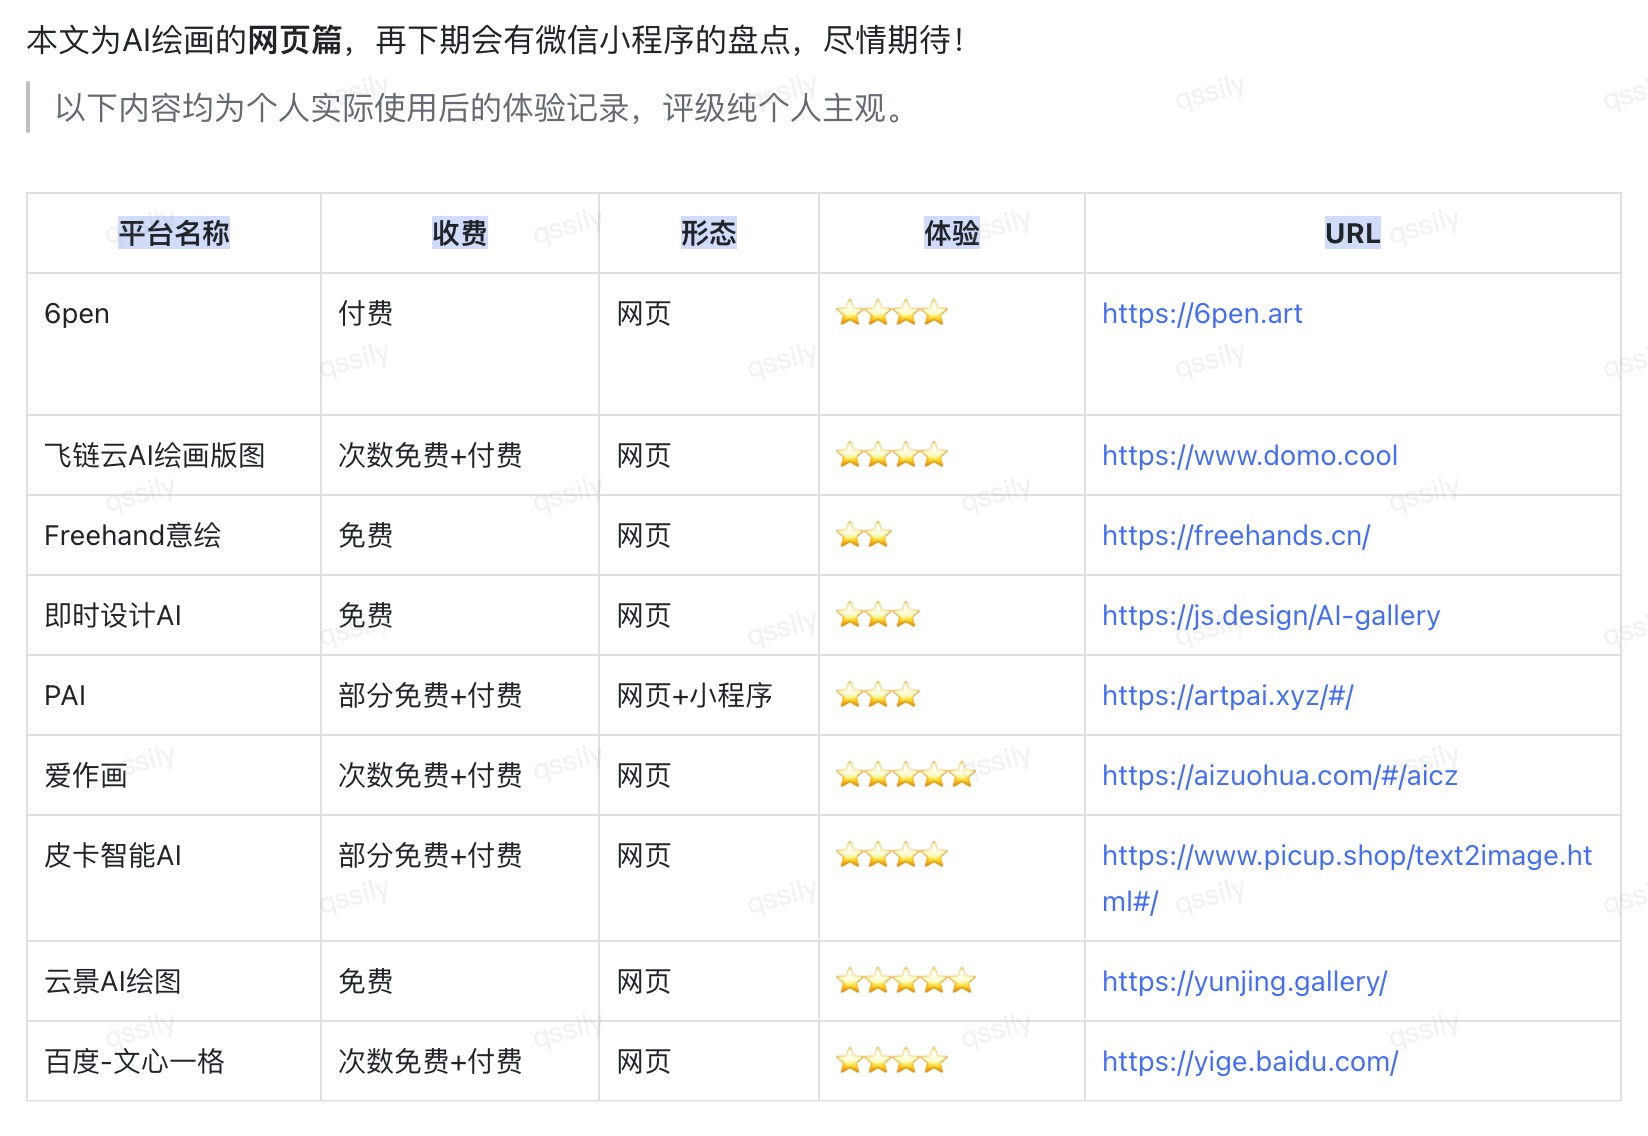 本文为AI绘画的网页篇，再下期会有微信小程序的盘点，尽情期待！
以下内容均为个人实际使用后的体验记录，评级纯个人主观。
平台名称 收费 形态 体验 URL
6pen 付费 网页 ⭐⭐⭐⭐ https://6pen.art
飞链云AI绘画版图 次数免费+付费 网页 ⭐⭐⭐⭐ https://www.domo.cool
Freehand意绘 免费 网页 ⭐⭐ https://freehands.cn/
即时设计AI 免费 网页 ⭐⭐⭐ https://js.design/AI-gallery
PAI 部分免费+付费 网页+小程序 ⭐⭐⭐ https://artpai.xyz/#/
爱作画 次数免费+付费 网页 ⭐⭐⭐⭐⭐ https://aizuohua.com/#/aicz
皮卡智能AI 部分免费+付费 网页 ⭐⭐⭐⭐ https://www.picup.shop/text2image.ht
ml#/
云景AI绘图 免费 网页 ⭐⭐⭐⭐⭐ https://yunjing.gallery/
百度-文心一格 次数免费+付费 网页 ⭐⭐⭐⭐ https://yige.baidu.com/
qssily